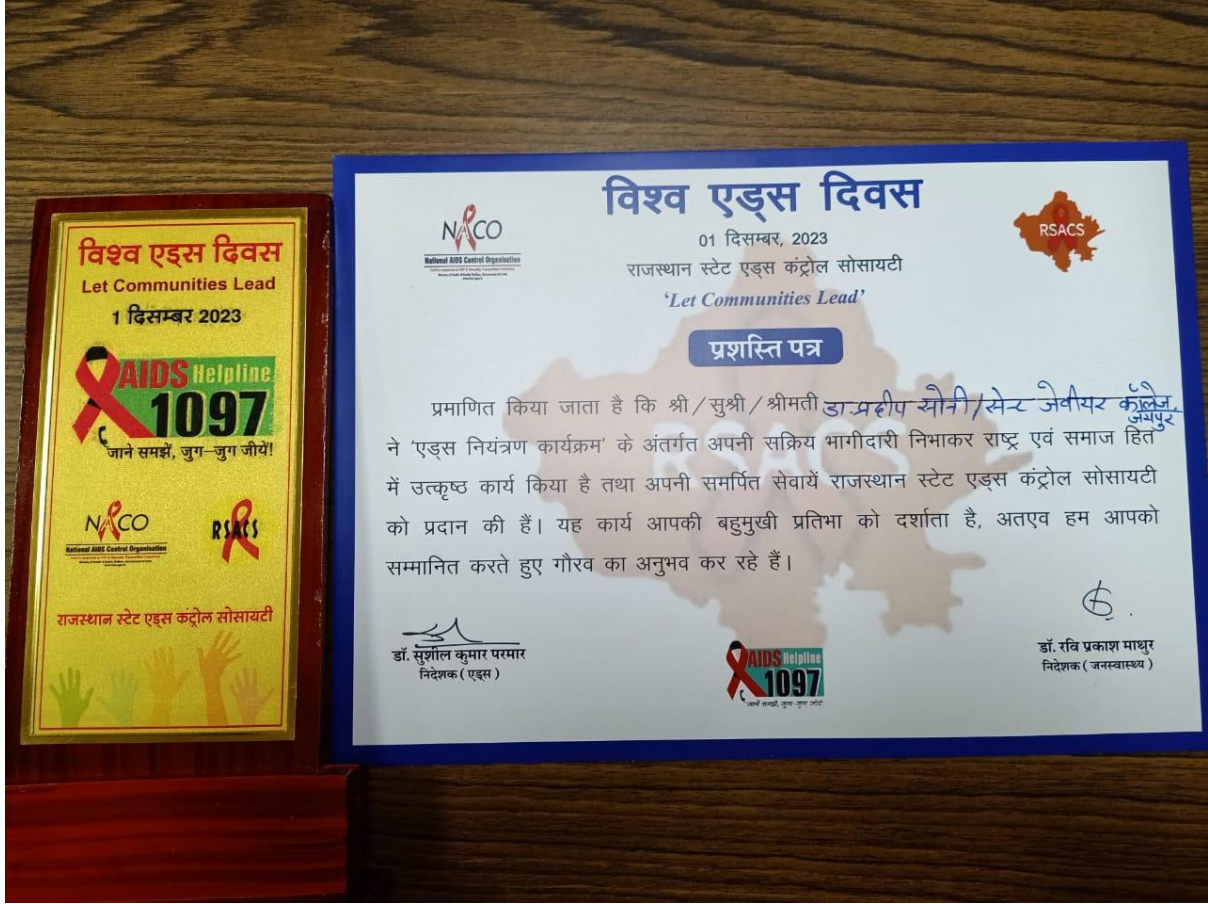 विश्व एड्स दिवस
Let Communities Lead
1 दिसम्बर 2023
AIDS Helpline
1097
जाने समझें, जुग–जुग जीयें!
NACO
National AIDS Control Organisation
RSACS
राजस्थान स्टेट एड्स कंट्रोल सोसायटी
NACO
National AIDS Control Organisation
विश्व एड्स दिवस
01 दिसम्बर, 2023
राजस्थान स्टेट एड्स कंट्रोल सोसायटी
‘Let Communities Lead’
RSACS
प्रशस्ति पत्र
प्रमाणित किया जाता है कि श्री/सुश्री/श्रीमती डा. प्रदीप सोनी/सेन्ट जेवीयर कॉलेज, जयपुर
ने ‘एड्स नियंत्रण कार्यक्रम’ के अंतर्गत अपनी सक्रिय भागीदारी निभाकर राष्ट्र एवं समाज हित
में उत्कृष्ठ कार्य किया है तथा अपनी समर्पित सेवायें राजस्थान स्टेट एड्स कंट्रोल सोसायटी
को प्रदान की हैं। यह कार्य आपकी बहुमुखी प्रतिभा को दर्शाता है, अतएव हम आपको
सम्मानित करते हुए गौरव का अनुभव कर रहे हैं।
RSACS
डॉ. सुशील कुमार परमार
निदेशक (एड्स)
AIDS Helpline
1097
जाने समझें, जुग–जुग जीयें
डॉ. रवि प्रकाश माथुर
निदेशक (जनस्वास्थ्य)